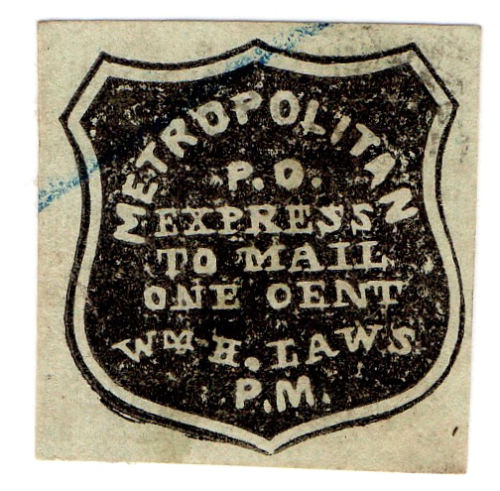 METROPOLITAN
P. O.
EXPRESS
TO MAIL
ONE CENT
WM. H. LAWS
P.M.